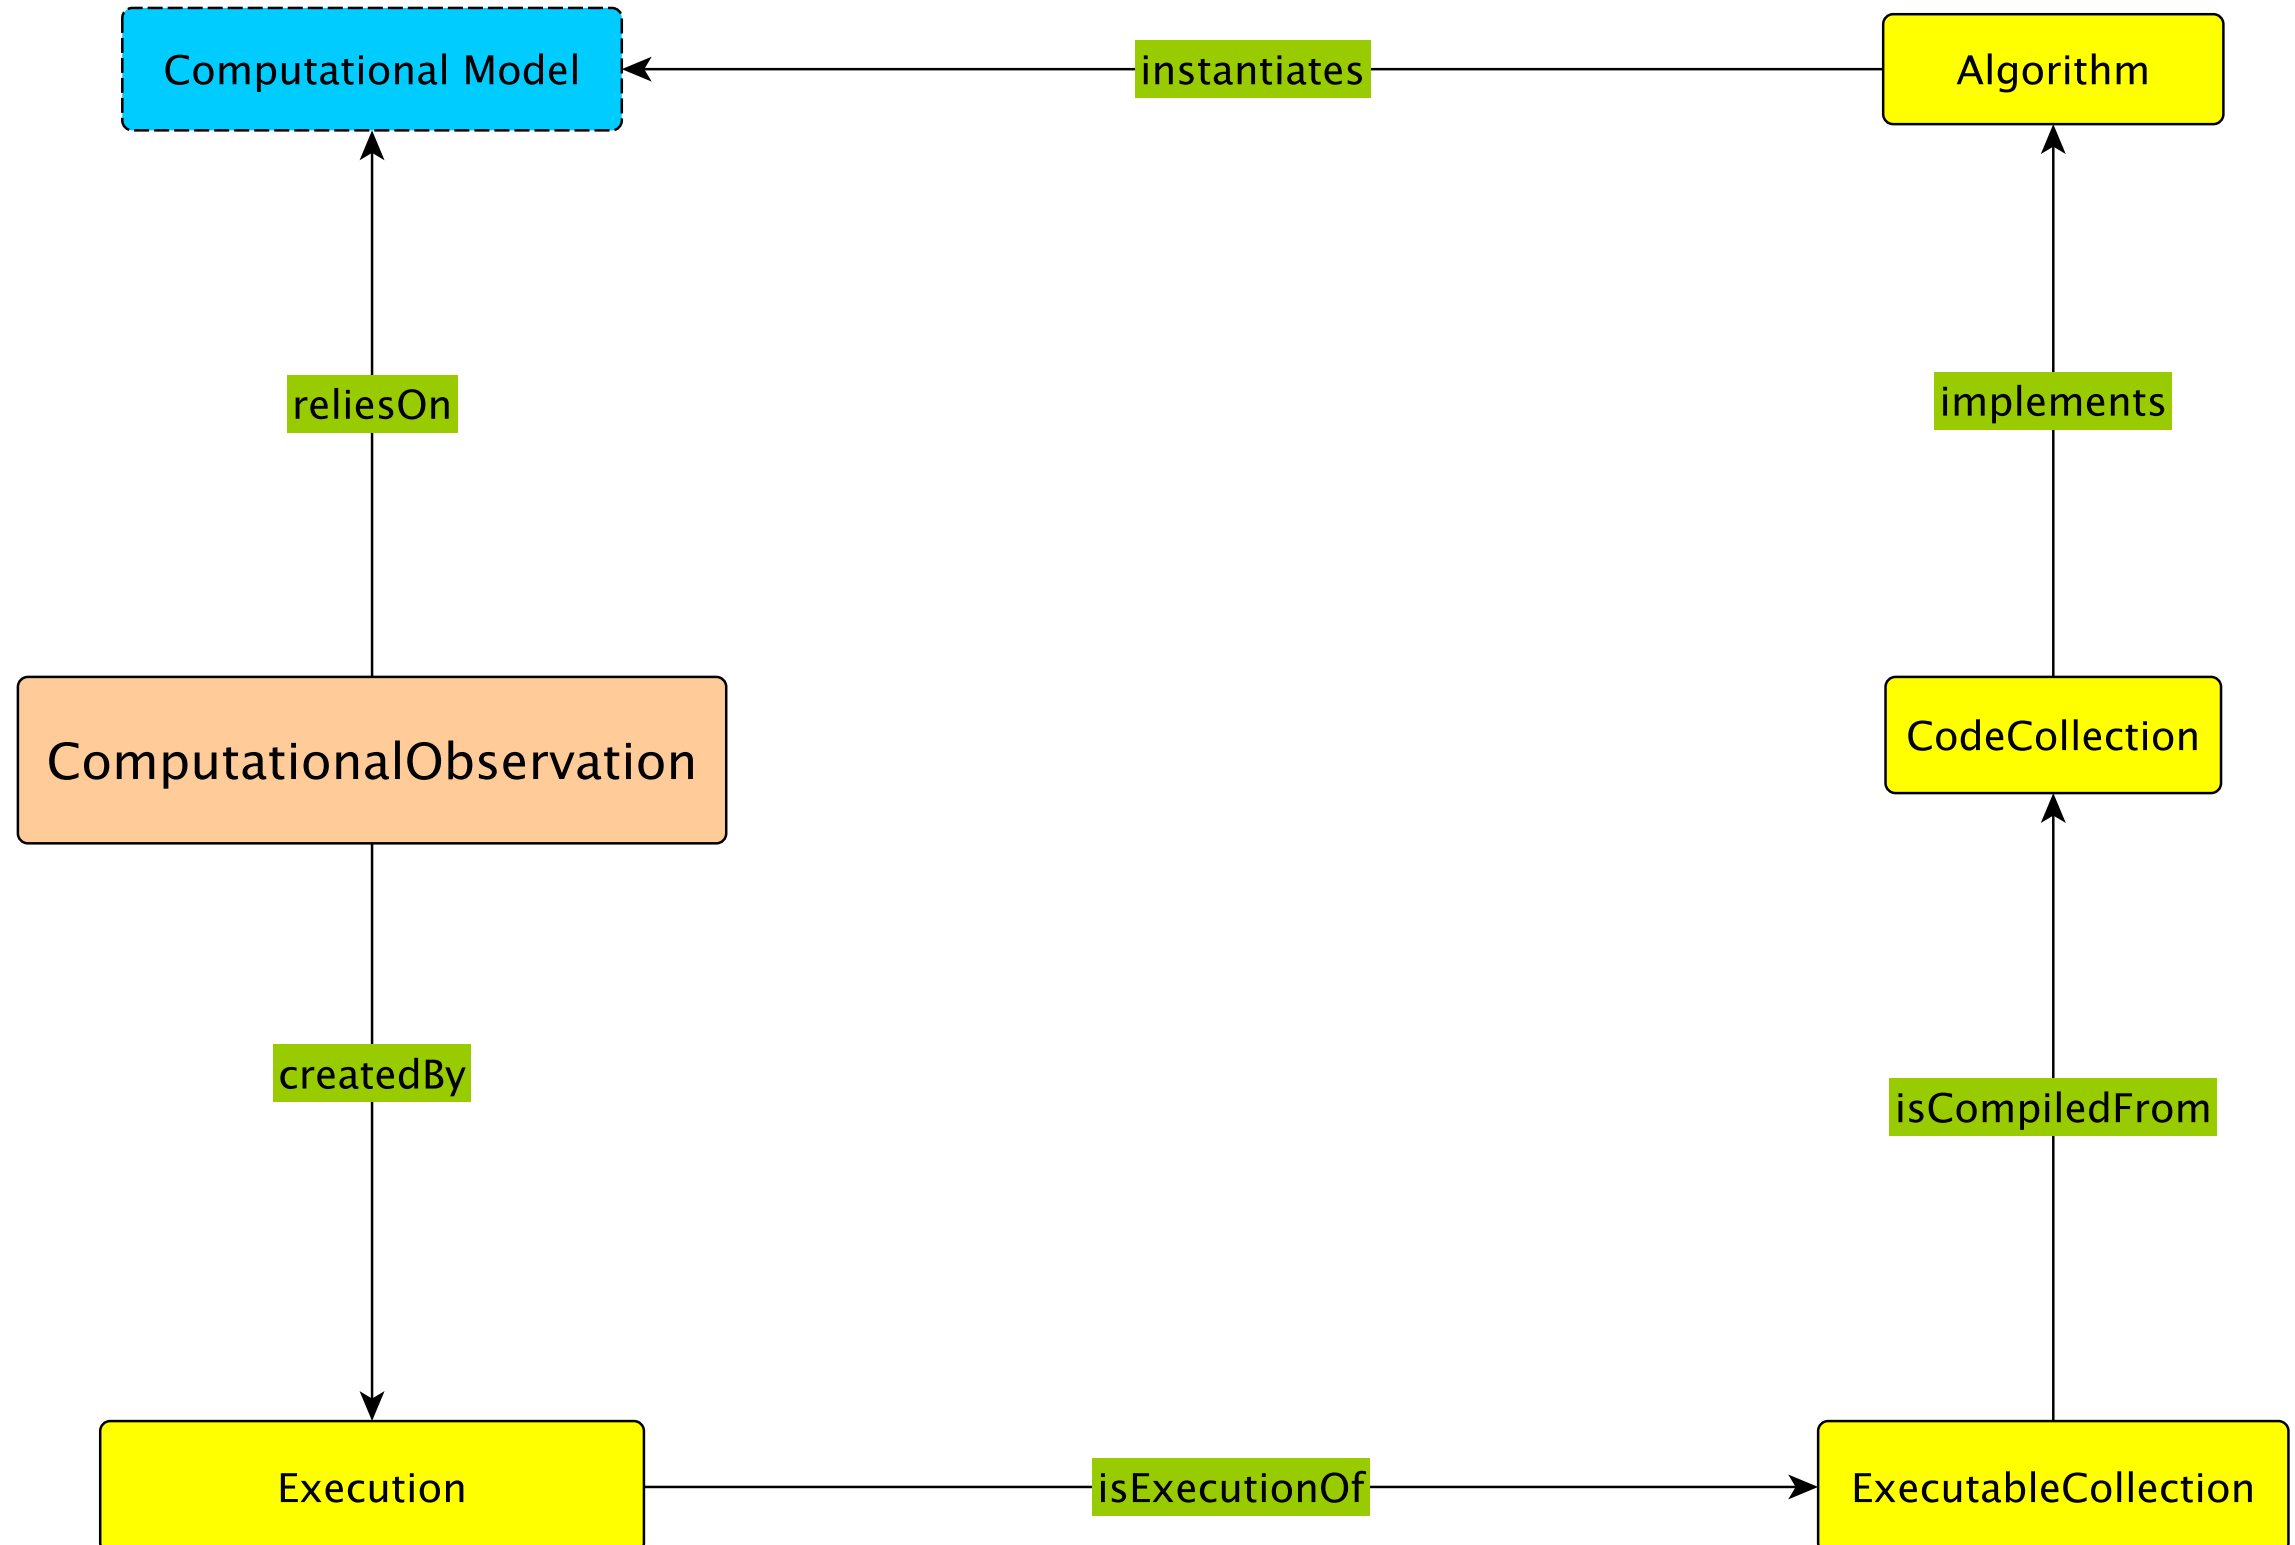 Computational Model
instantiates
Algorithm
reliesOn
implements
ComputationalObservation
CodeCollection
createdBy
isCompiledFrom
Execution
isExecutionOf
ExecutableCollection